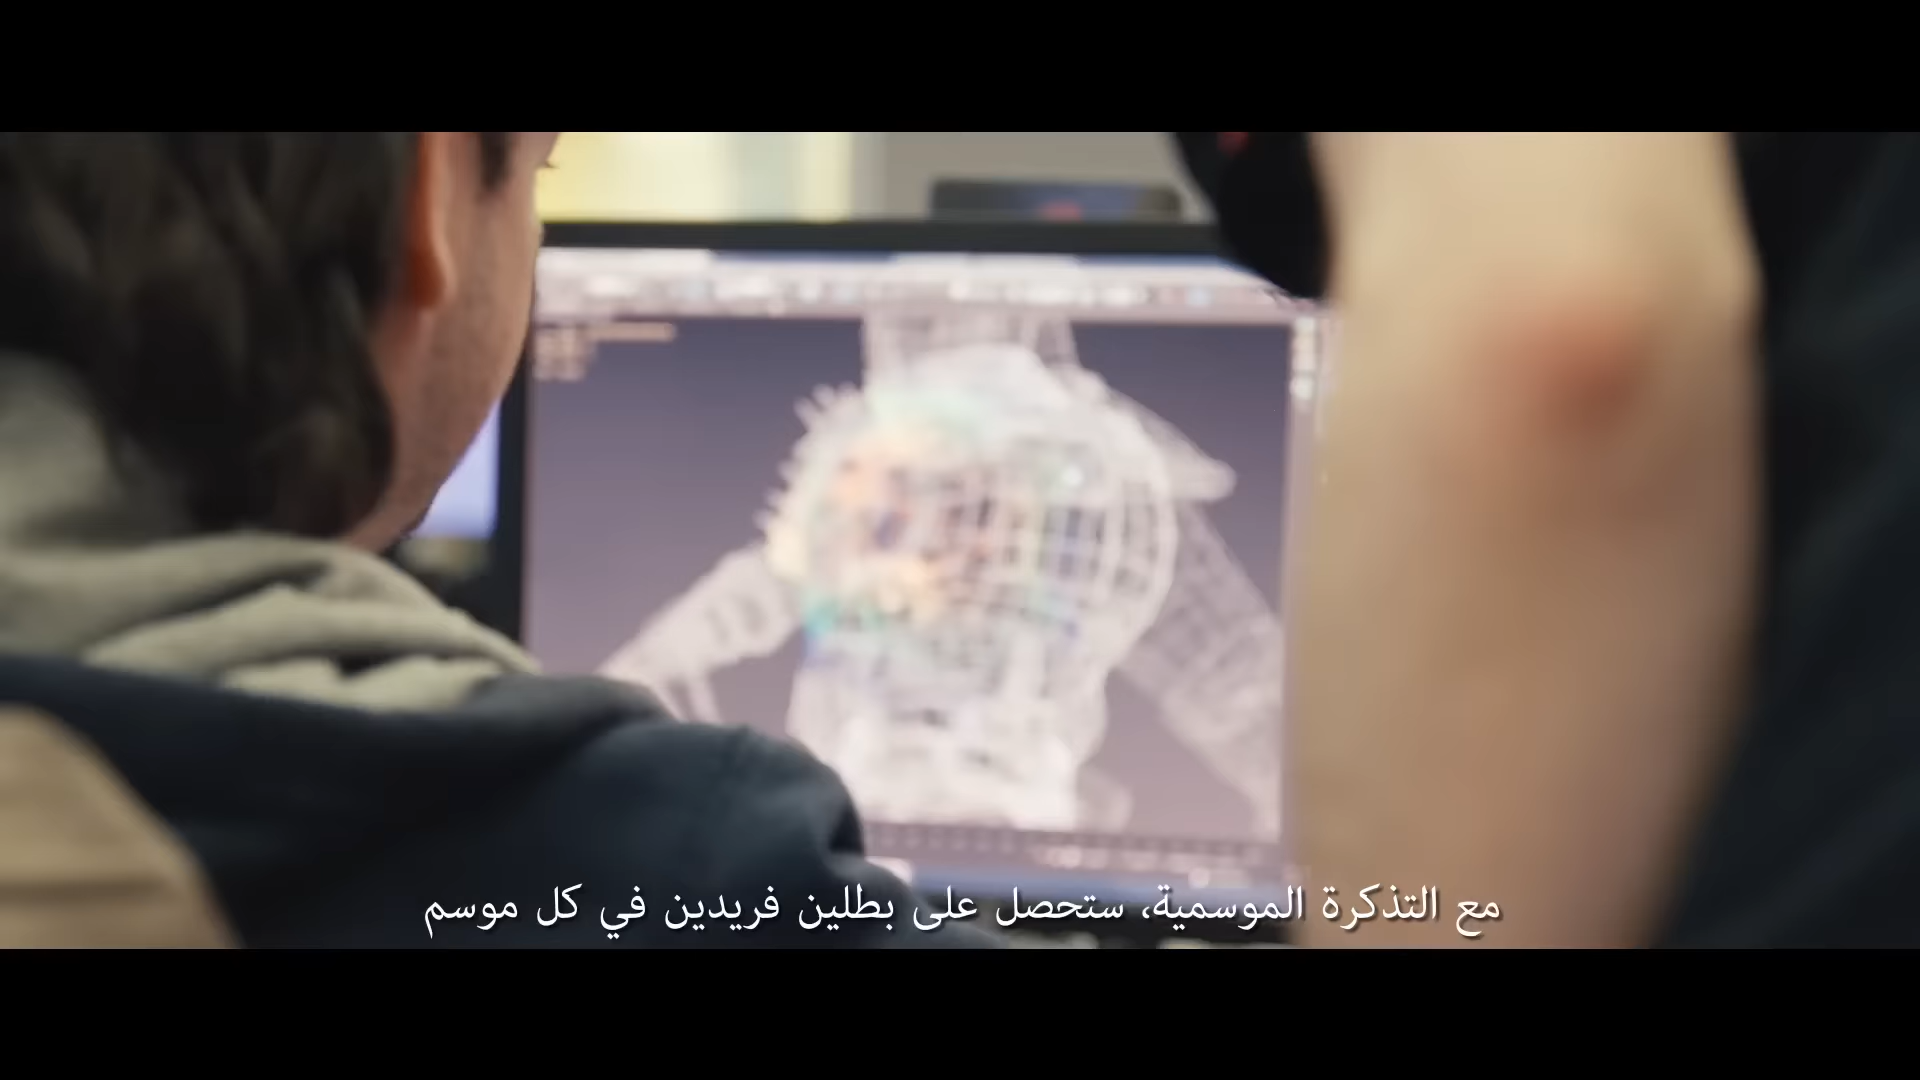 مع التذكرة الموسمية، ستحصل على بطلين فريدين في كل موسم